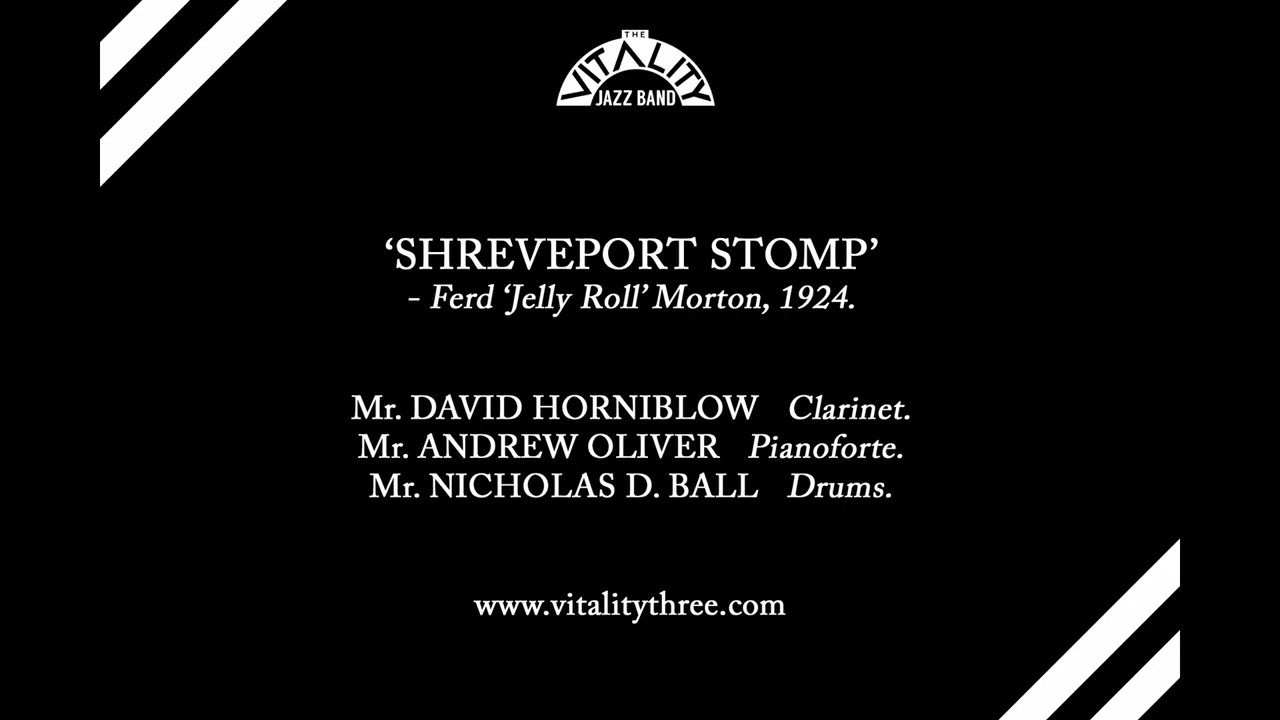 THE
VITALITY
JAZZ BAND
‘SHREVEPORT STOMP’
– Ferd ‘Jelly Roll’ Morton, 1924.
Mr. DAVID HORNIBLOW Clarinet.
Mr. ANDREW OLIVER Pianoforte.
Mr. NICHOLAS D. BALL Drums.
www.vitalitythree.com